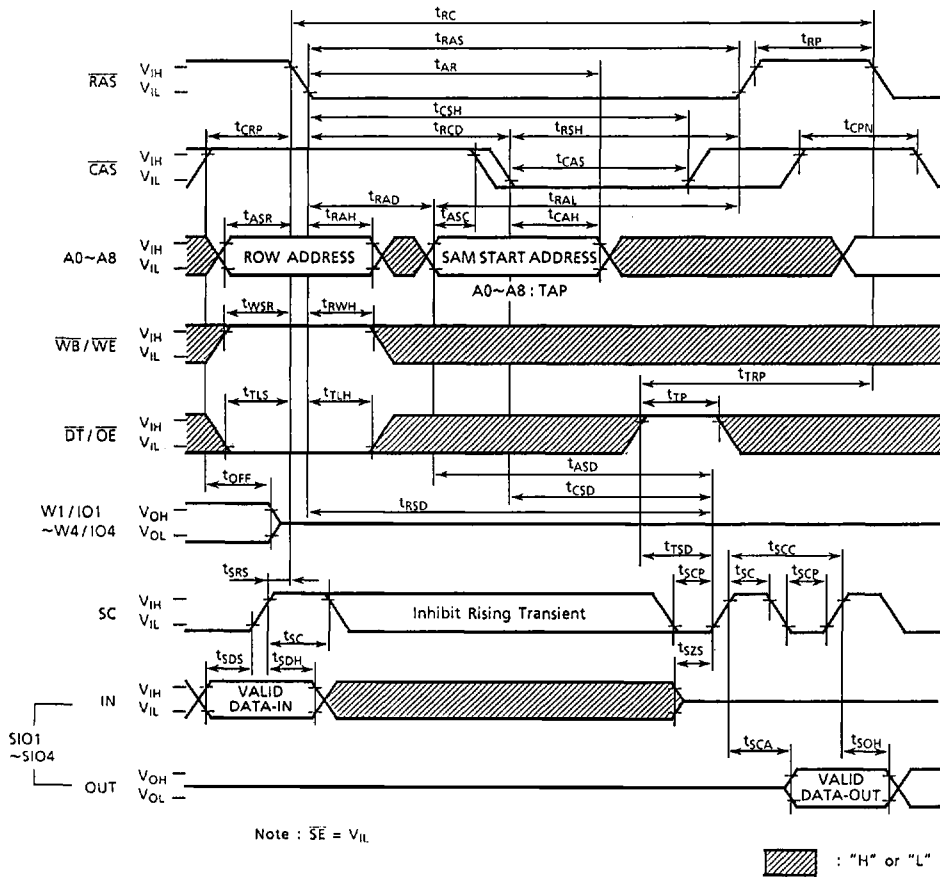 tRC
tRAS
tRP
tAR
RAS VIH
VIL
tCSH
tCRP tRCD tRSH tCPN
CAS VIH
VIL
tCAS
tRAD tRAL
tASR tRAH tASC tCAH
A0~A8 VIH
VIL
ROW ADDRESS SAM START ADDRESS
A0~A8 : TAP
tWSR tRWH
WB/WE VIH
VIL
tTRP
tTLS tTLH tTP
DT/OE VIH
VIL
tASD
tOFF tCSD
tRSD
W1/IO1
~W4/IO4
VOH
VOL
tTSD tSCC
tSRS tSCP tSC tSCP
SC VIH
VIL
Inhibit Rising Transient
tSC
tSZS
tSDS tSDH
IN VIH
VIL
VALID
DATA-IN
SIO1
~SIO4
tSCA tSOH
OUT VOH
VOL
VALID
DATA-OUT
Note : SE = VIL
: "H" or "L"